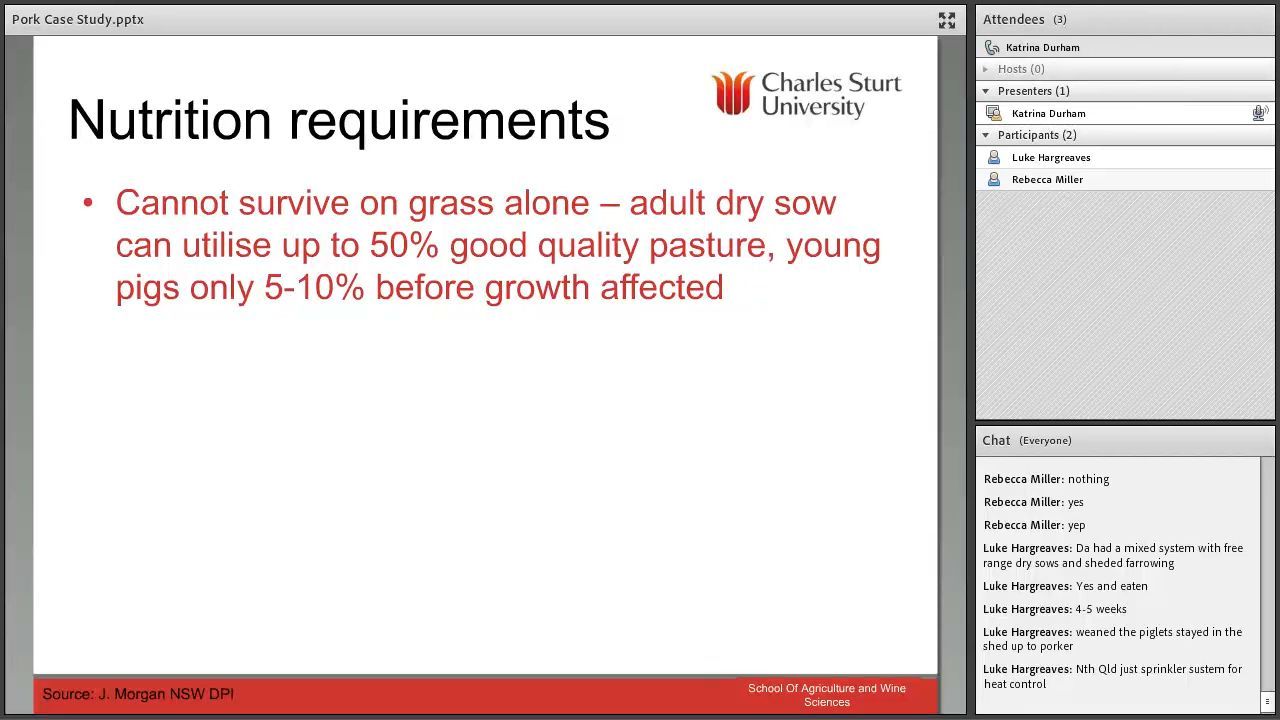 Pork Case Study.pptx
Nutrition requirements
Charles Sturt
University
• Cannot survive on grass alone – adult dry sow
can utilise up to 50% good quality pasture, young
pigs only 5-10% before growth affected
Source: J. Morgan NSW DPI
School Of Agriculture and Wine
Sciences
Attendees (3)
Katrina Durham
Hosts (0)
Presenters (1)
Katrina Durham
Participants (2)
Luke Hargreaves
Rebecca Miller
Chat (Everyone)
Rebecca Miller: nothing
Rebecca Miller: yes
Rebecca Miller: yep
Luke Hargreaves: Da had a mixed system with free
range dry sows and sheded farrowing
Luke Hargreaves: Yes and eaten
Luke Hargreaves: 4-5 weeks
Luke Hargreaves: weaned the piglets stayed in the
shed up to porker
Luke Hargreaves: Nth Qld just sprinkler sustem for
heat control